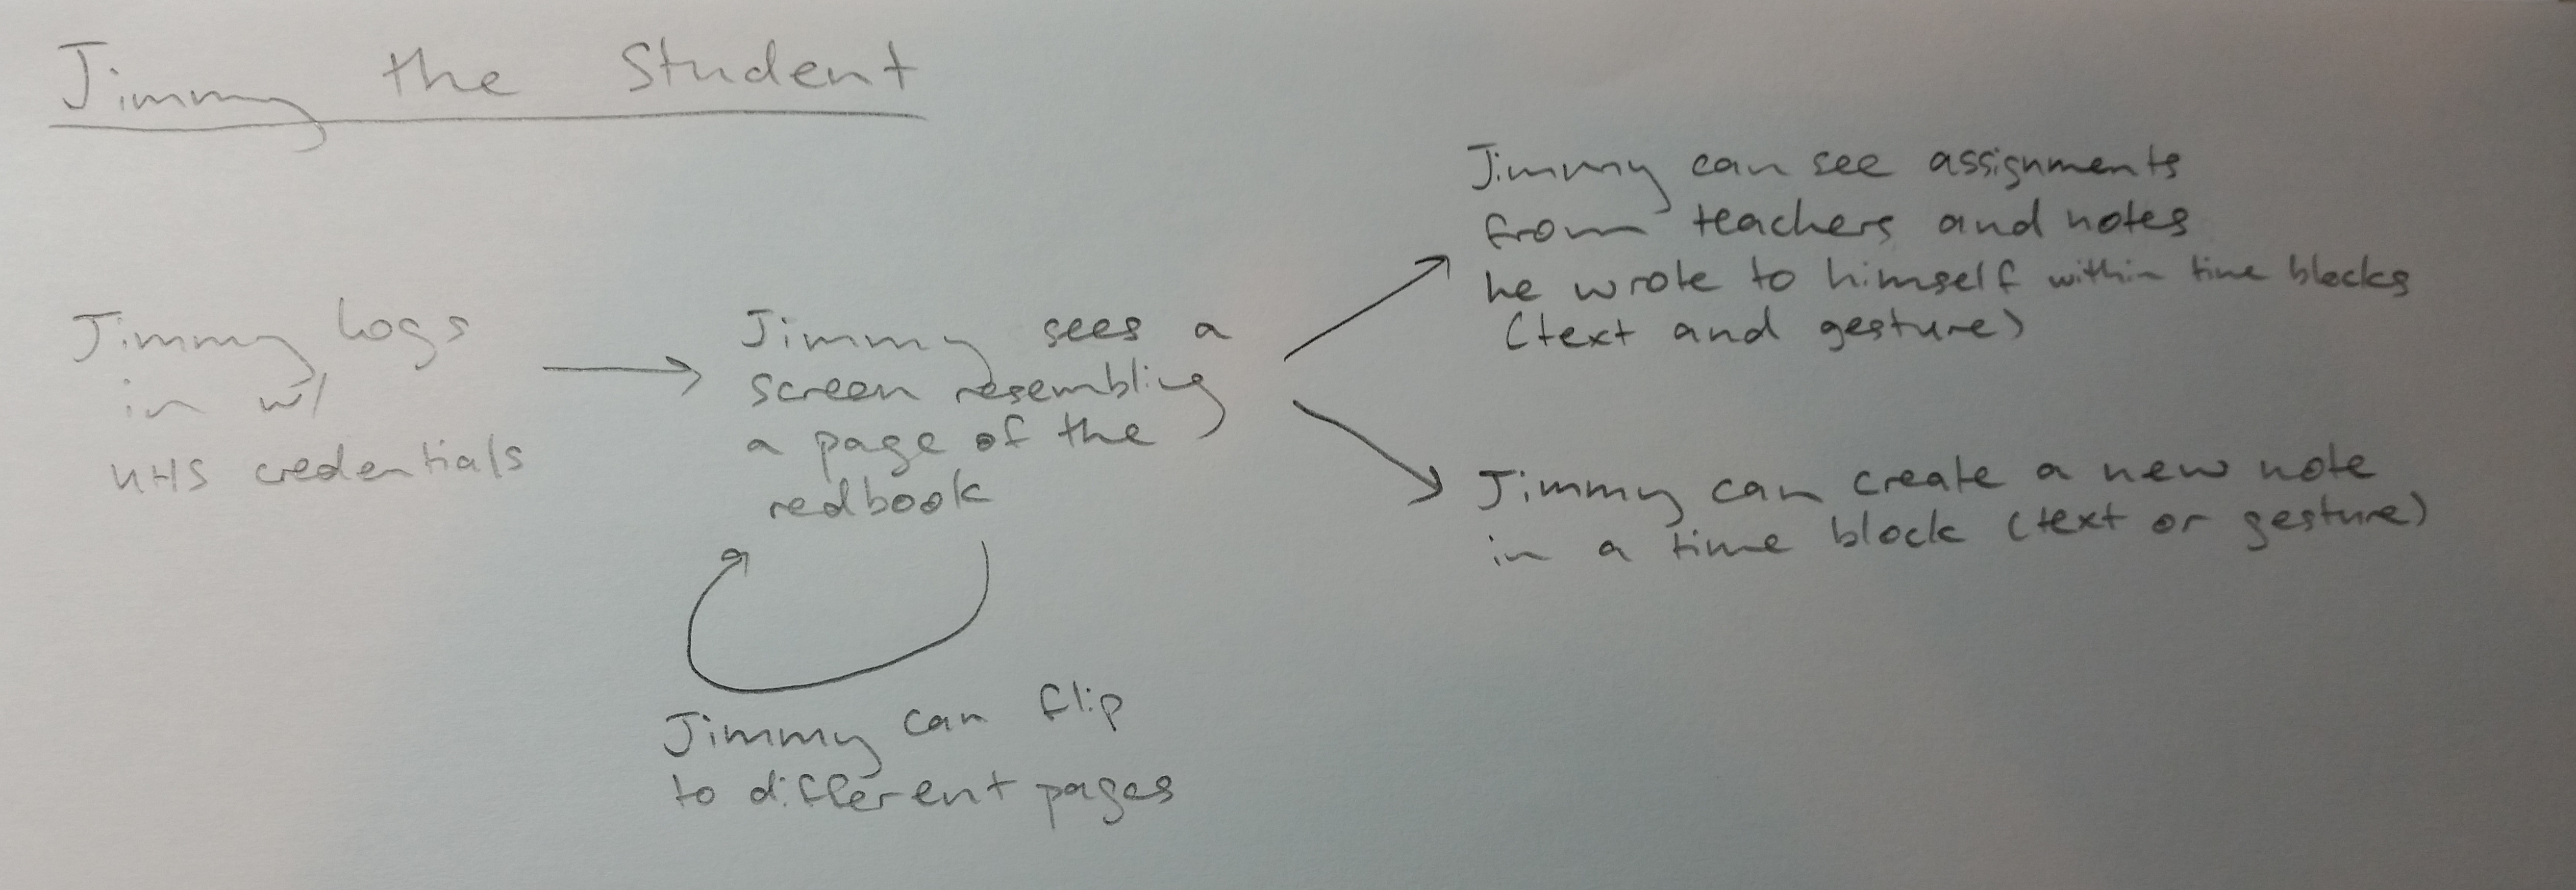 Jimmy the Student
Jimmy logs
in w/
UHS credentials
Jimmy sees a
screen resembling
a page of the
redbook
Jimmy can flip
to different pages
Jimmy can see assignments
from teachers and notes
he wrote to himself within time blocks
(text and gesture)
Jimmy can create a new note
in a time block (text or gesture)